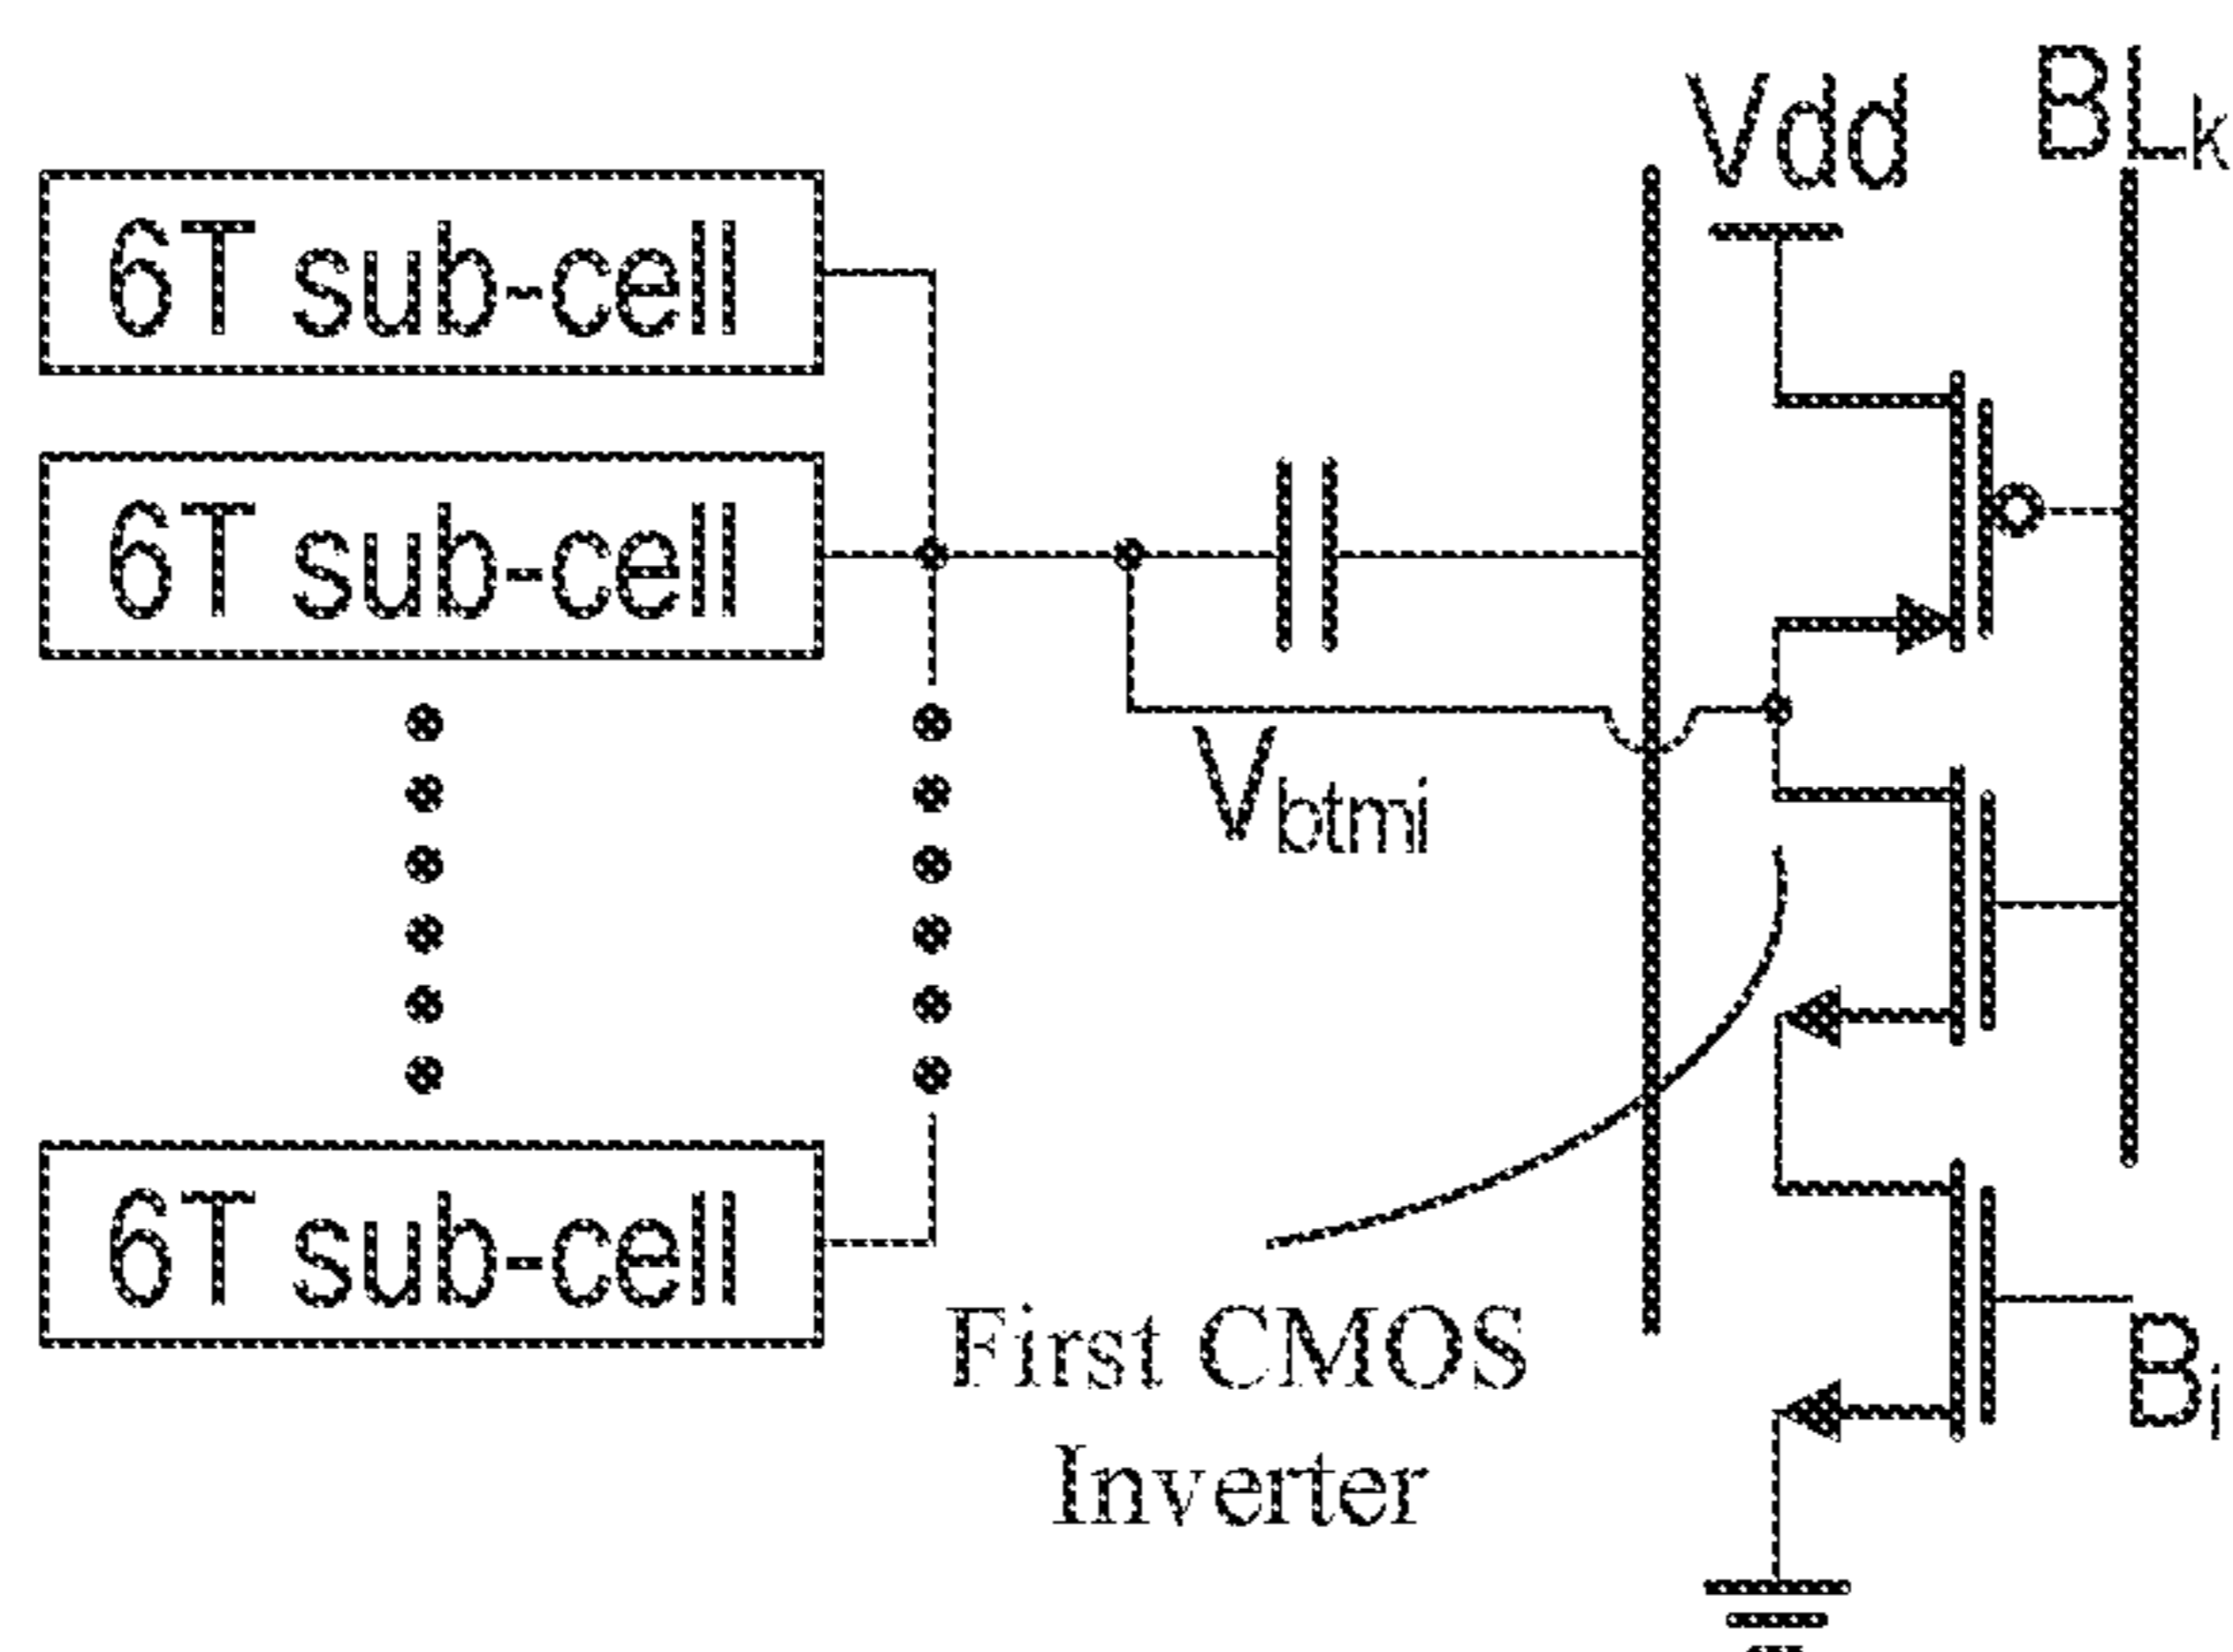 Vdd
BLk
6T sub-cell
6T sub-cell
Vbtmi
6T sub-cell
First CMOS
Inverter
Bi